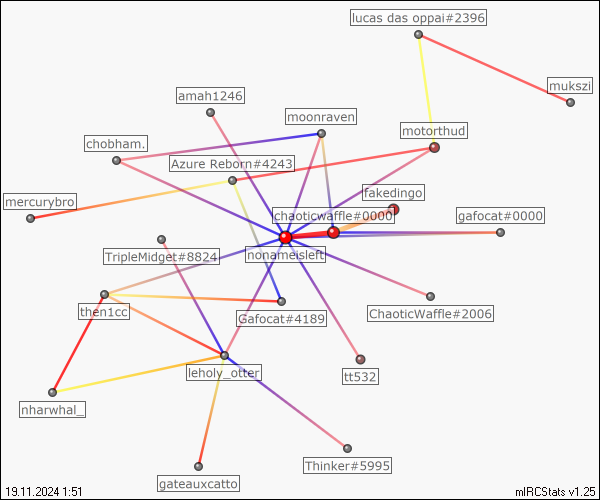 lucas das oppai#2396
mukszi
amah1246
moonraven
motorthud
chobham.
Azure Reborn#4243
fakedingo
mercurybro
chaoticwaffle#0000
gafocat#0000
nonameisleft
TripleMidget#8824
then1cc
Gafocat#4189
ChaoticWaffle#2006
leholy_otter
tt532
nharwhal_
Thinker#5995
gateauxcatto
19.11.2024 1:51
mIRCStats v1.25